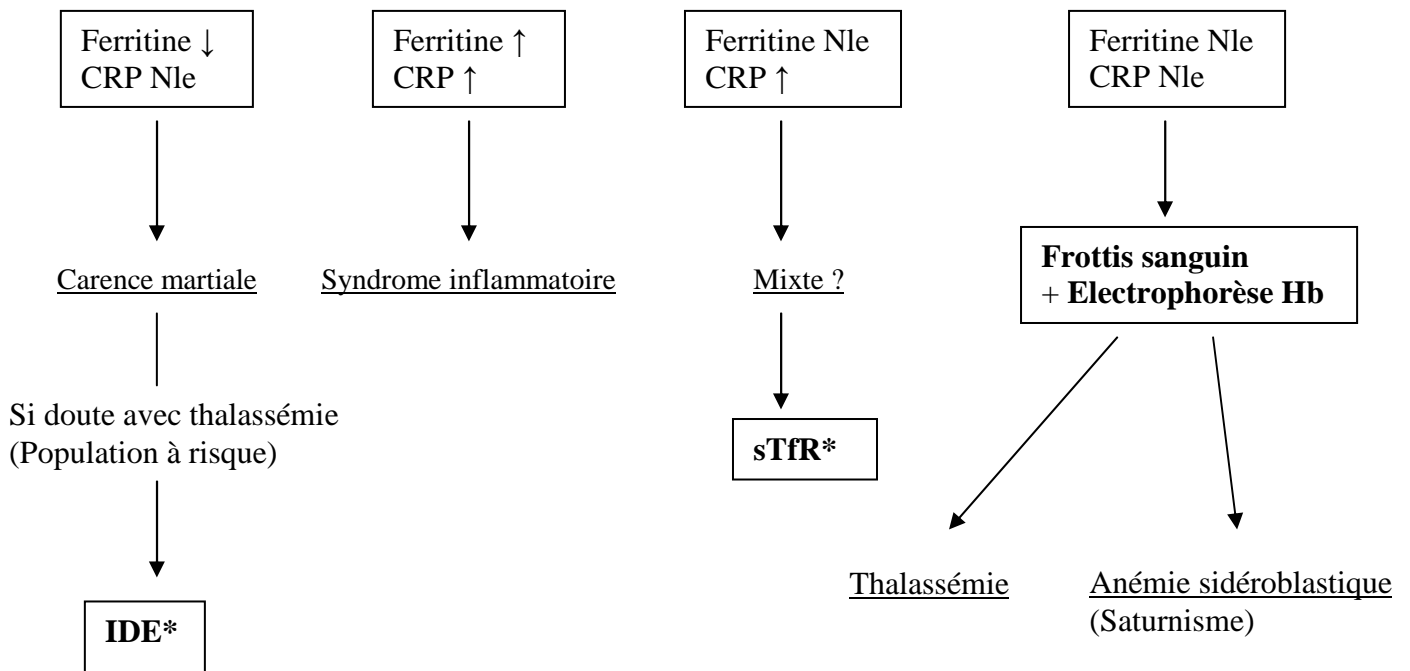 Ferritine ↓
CRP Nle
Ferritine ↑
CRP ↑
Ferritine Nle
CRP ↑
Ferritine Nle
CRP Nle
Carence martiale
Syndrome inflammatoire
Mixte ?
Frottis sanguin
+ Electrophorèse Hb
Si doute avec thalassémie
(Population à risque)
sTfR*
IDE*
Thalassémie
Anémie sidéroblastique
(Saturnisme)